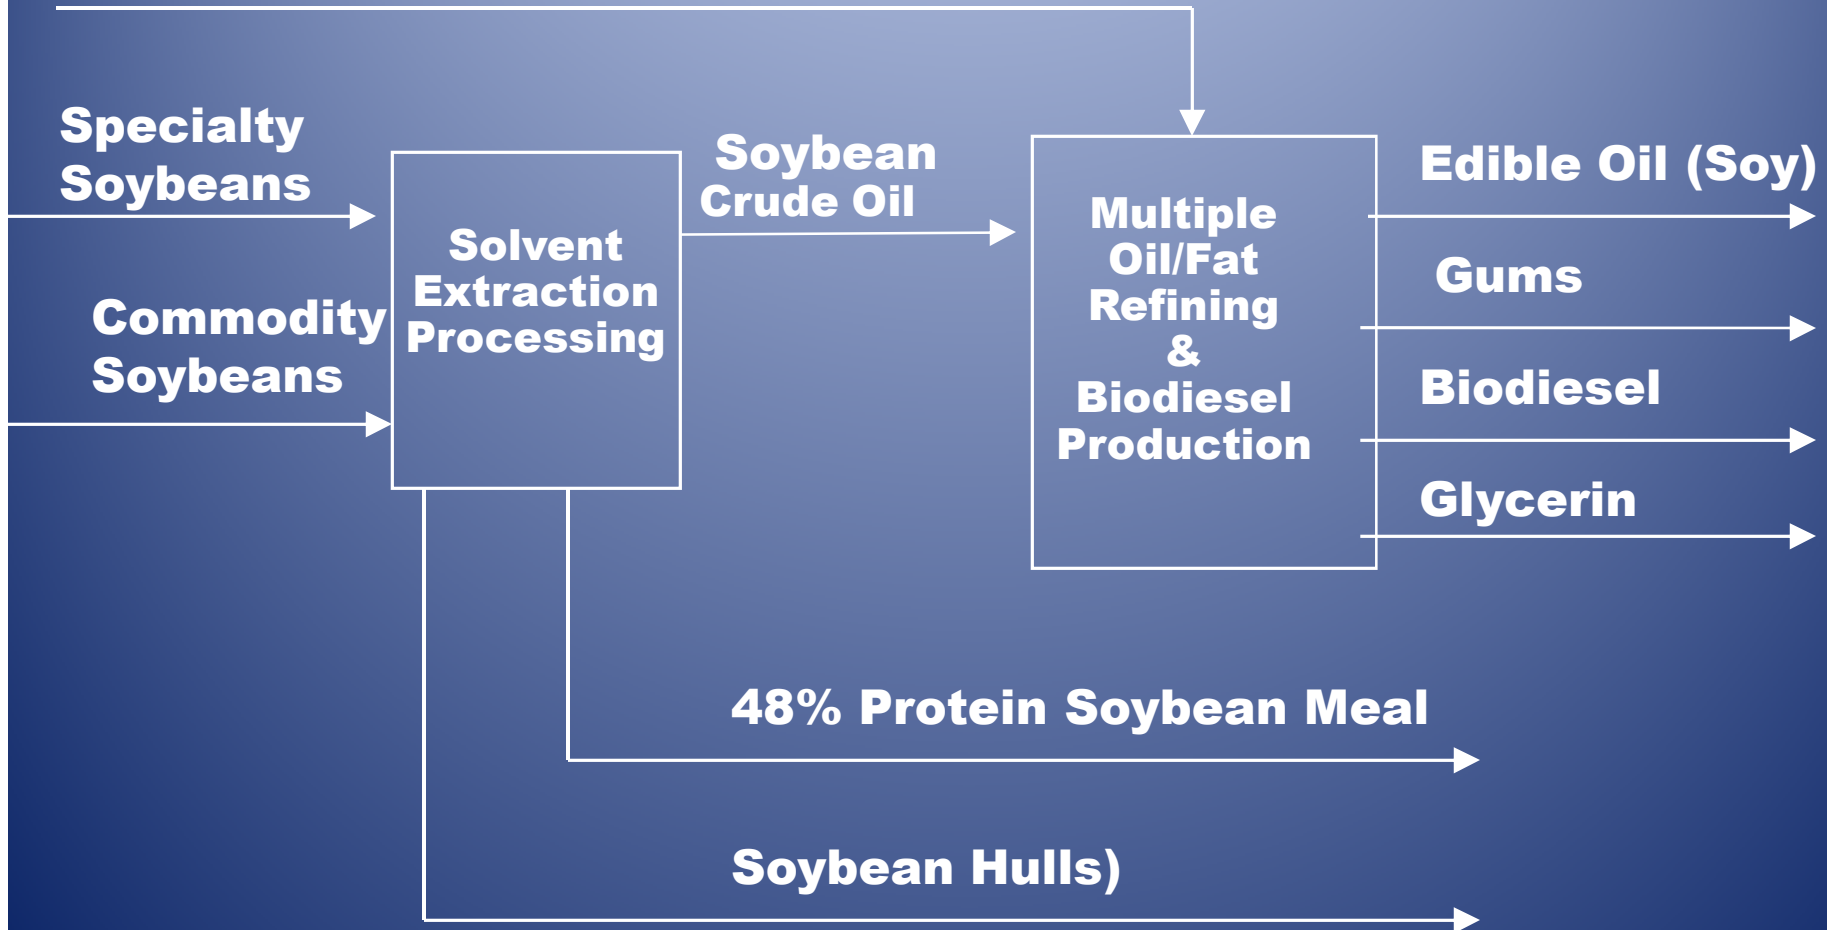 Specialty
Soybeans
Commodity
Soybeans
Solvent
Extraction
Processing
Soybean
Crude Oil
Multiple
Oil/Fat
Refining
&
Biodiesel
Production
Edible Oil (Soy)
Gums
Biodiesel
Glycerin
48% Protein Soybean Meal
Soybean Hulls)